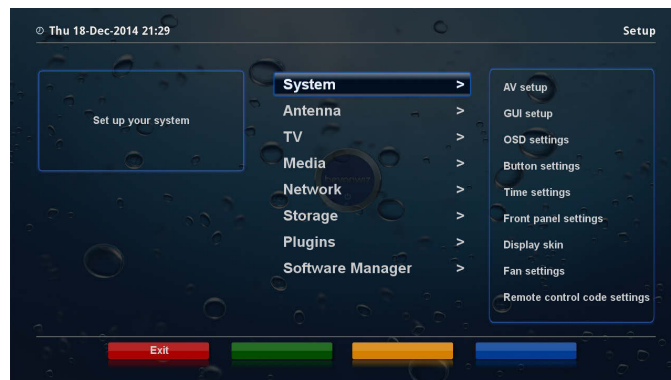 Thu 18-Dec-2014 21:29
Setup
Set up your system
System >
Antenna >
TV >
Media >
Network >
Storage >
Plugins >
Software Manager >
AV setup
GUI setup
OSD settings
Button settings
Time settings
Front panel settings
Display skin
Fan settings
Remote control code settings
Exit